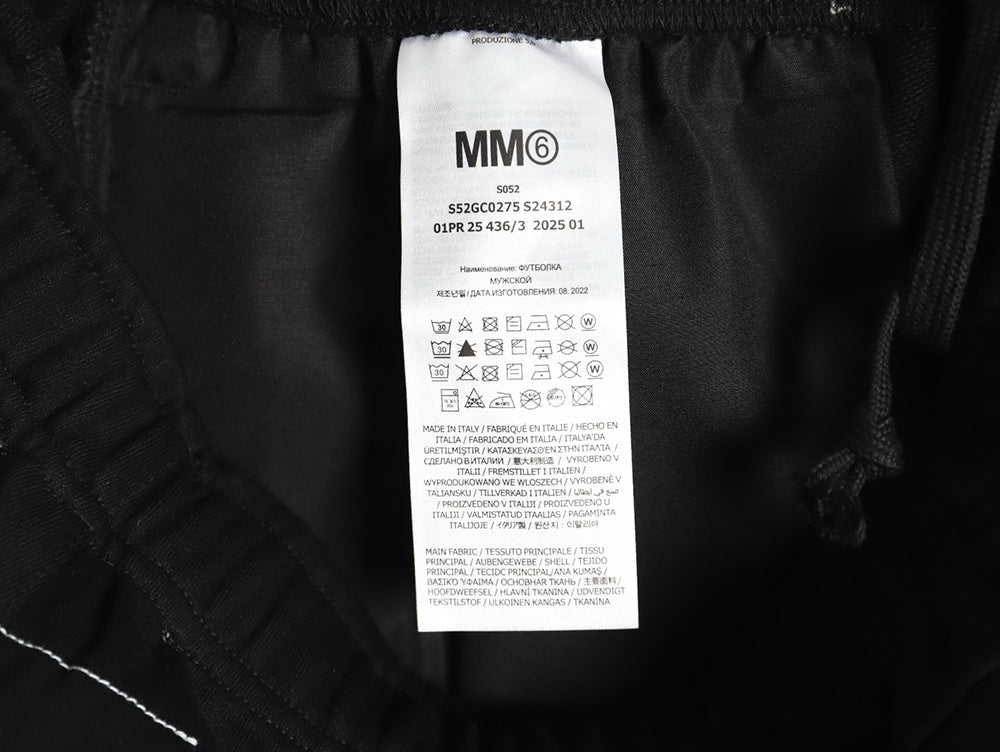 PRODUZIONE
MM6
S052
S52GC0275 S24312
01PR 25 436/3 2025 01
Наименование: ФУТБОЛКА
МУЖСКОЙ
제조년월/ДАТА ИЗГОТОВЛЕНИЯ: 08. 2022
30 W
30 W
30 W
MADE IN ITALY / FABRIQUÉ EN ITALIE / HECHO EN
ITALIA / FABRICADO EM ITALIA / ITALYA'DA
ÜRETILMIŞTIR / ΚΑΤΑΣΚΕΥΑΣΘΕΝ ΣΤΗΝ ΙΤΑΛΙΑ /
СДЕЛАНО В ИТАЛИИ / 意大利制造 / VYROBENO V
ITALII / FREMSTILLET I ITALIEN /
WYPRODUKOWANO WE WLOSZECH / VYROBENÉ V
TALIANSKU / TILLVERKAD I ITALIEN / صنع في ايطاليا
/ PROIZVEDENO V ITALIJI / PROIZVEDENO U
ITALIJI / VALMISTATUD ITAALIAS / PAGAMINTA
ITALIJOJE / イタリア製 / 원산지 : 이탈리아
MAIN FABRIC / TESSUTO PRINCIPALE / TISSU
PRINCIPAL / AUBENGEWEBE / SHELL / TEJIDO
PRINCIPAL / TECIDC PRINCIPAL/ANA KUMAŞ /
ΒΑΣΙΚΌ ΎΦΑΙΜΑ / ОСНОВНАЯ ТКАНЬ / 主要面料 /
HOOFDWEEFSEL / HLAVNÍ TKANINA / UDVENDIGT
TEKSTILSTOF / ULKOINEN KANGAS / TKANINA